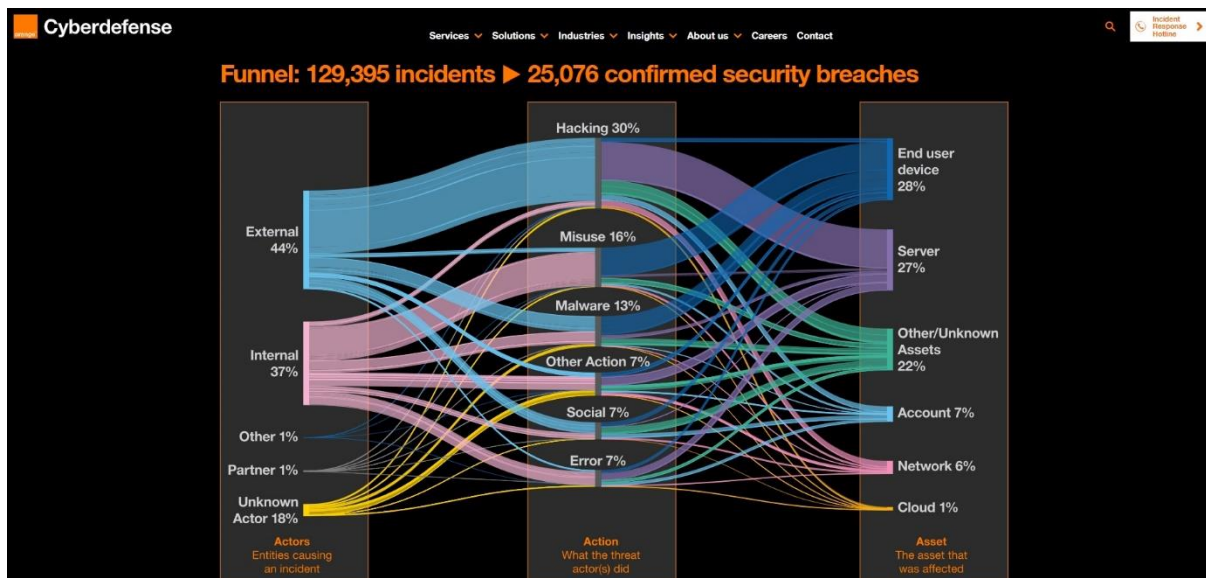 orange
Cyberdefense
Services
Solutions
Industries
Insights
About us
Careers
Contact
Incident
Response
Hotline
Funnel: 129,395 incidents ▶ 25,076 confirmed security breaches
External
44%
Internal
37%
Other 1%
Partner 1%
Unknown
Actor 18%
Actors
Entities causing
an incident
Hacking 30%
Misuse 16%
Malware 13%
Other Action 7%
Social 7%
Error 7%
Action
What the threat
actor(s) did
End user
device
28%
Server
27%
Other/Unknown
Assets
22%
Account 7%
Network 6%
Cloud 1%
Asset
The asset that
was affected